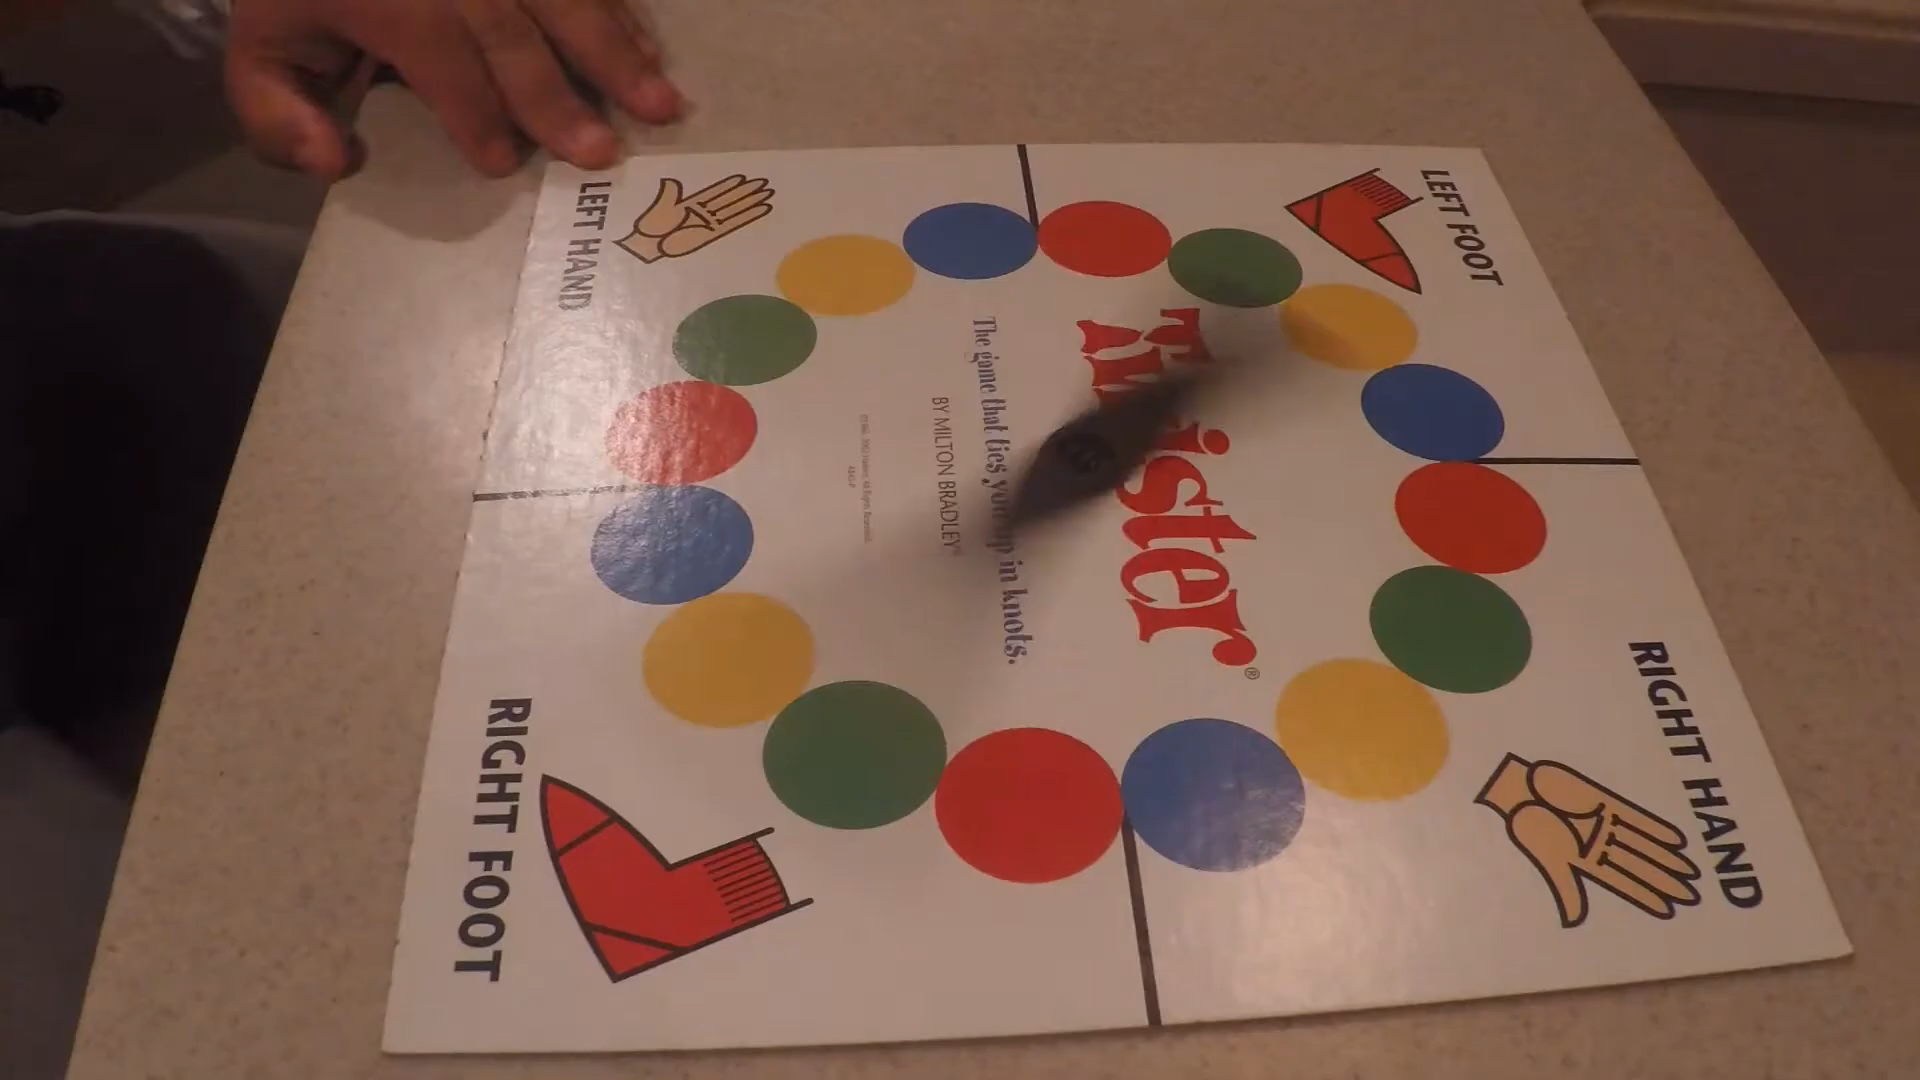 LEFT FOOT
RIGHT HAND
Twister®
The game that ties you up in knots.
BY MILTON BRADLEY®
LEFT HAND
RIGHT FOOT